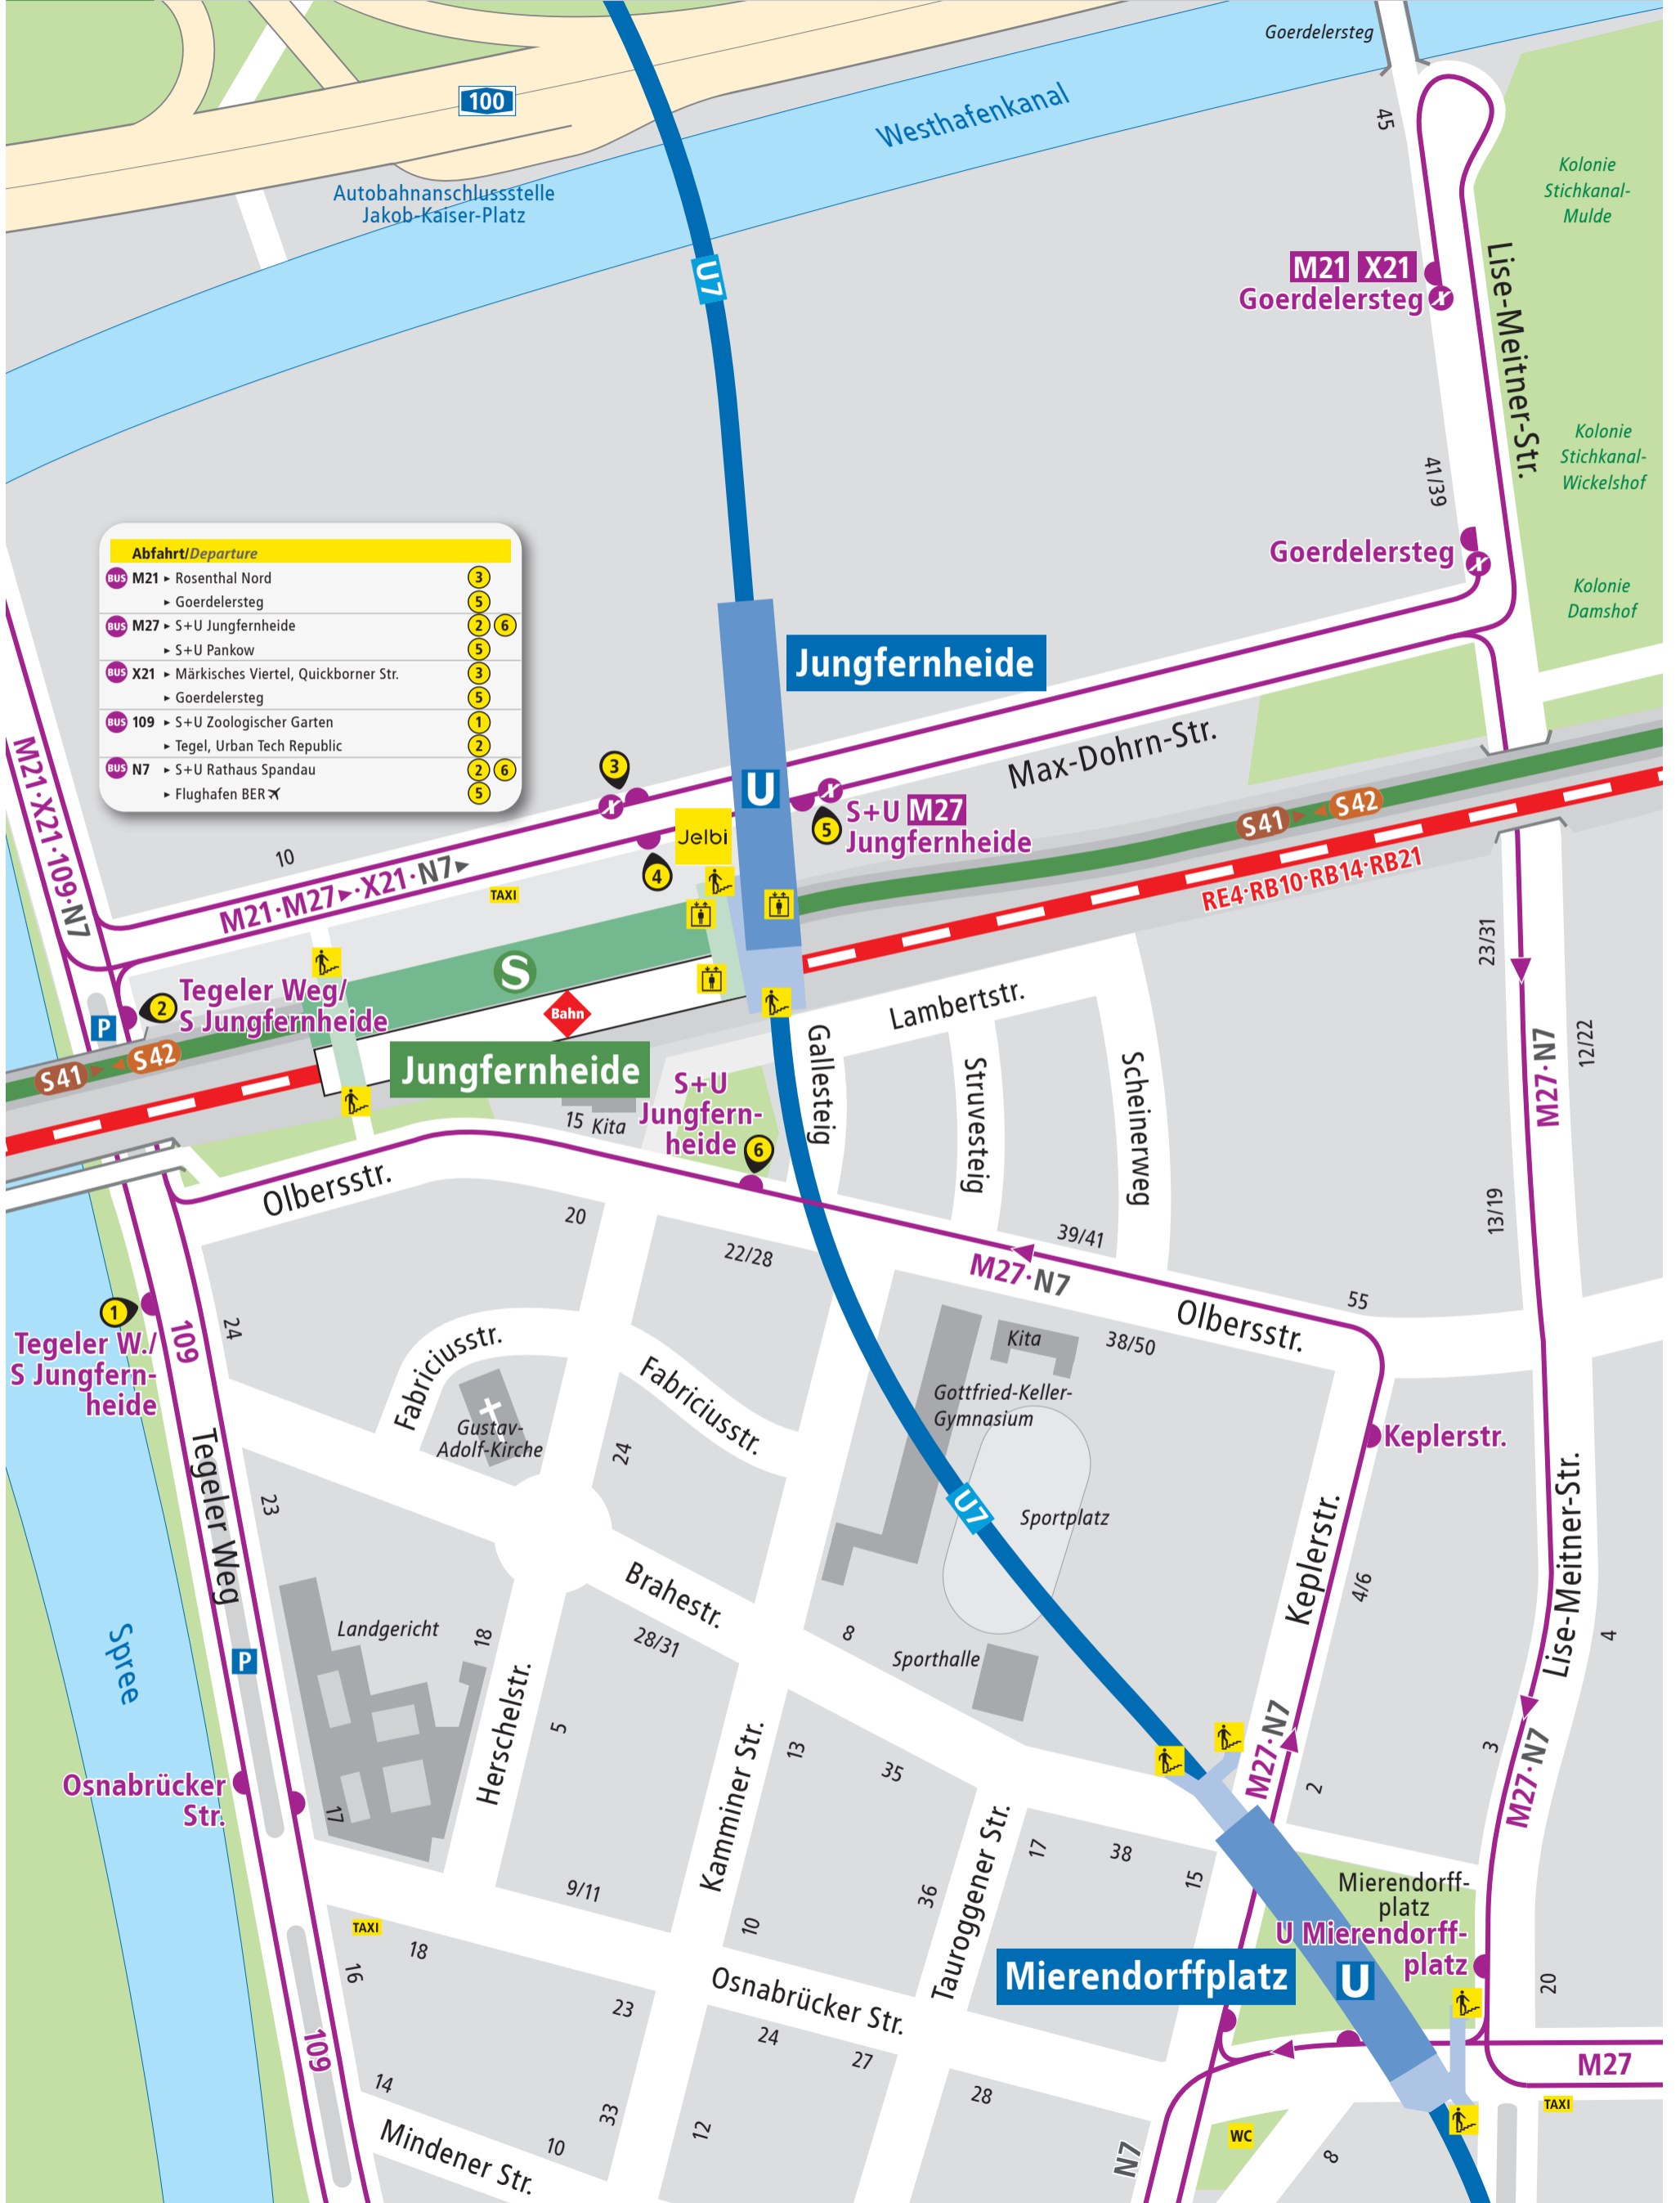 Goerdelersteg
100
Westhafenkanal
45
Autobahnanschlussstelle
Jakob-Kaiser-Platz
Kolonie
Stichkanal-
Mulde
U7
M21 X21
Goerdelersteg
Lise-Meitner-Str.
Kolonie
Stichkanal-
Wickelshof
41/39
Goerdelersteg
Kolonie
Damshof
Abfahrt/Departure
BUS M21 ▸ Rosenthal Nord 3
▸ Goerdelersteg 5
BUS M27 ▸ S+U Jungfernheide 2 6
▸ S+U Pankow 5
BUS X21 ▸ Märkisches Viertel, Quickborner Str. 3
▸ Goerdelersteg 5
BUS 109 ▸ S+U Zoologischer Garten 1
▸ Tegel, Urban Tech Republic 2
BUS N7 ▸ S+U Rathaus Spandau 2 6
▸ Flughafen BER 5
Jungfernheide
M21·X21·109·N7
Max-Dohrn-Str.
3
U
S+U M27
Jungfernheide
5
Jelbi
4
S41 S42
RE4·RB10·RB14·RB21
10
M21·M27▸·X21·N7▸
TAXI
23/31
S
Bahn
2
Tegeler Weg/
S Jungfernheide
P
S41 S42
Jungfernheide
Lambertstr.
Gallesteig
Struvesteig
Scheinerweg
12/22
M27·N7
15 Kita
S+U
Jungfern-
heide
6
Olbersstr.
20
22/28
39/41
13/19
M27·N7
Olbersstr.
55
1
Tegeler W./
S Jungfern-
heide
109
24
Fabriciusstr.
Fabriciusstr.
Kita
38/50
Gottfried-Keller-
Gymnasium
Gustav-
Adolf-Kirche
24
Keplerstr.
Tegeler Weg
23
U7
Sportplatz
Keplerstr.
4/6
Lise-Meitner-Str.
4
Brahestr.
28/31
8
Sporthalle
Landgericht
18
Spree
P
Herschelstr.
5
Kamminer Str.
13
35
M27·N7
2
3
M27·N7
Osnabrücker
Str.
17
Tauroggener Str.
17
38
15
36
9/11
10
Mierendorff-
platz
U Mierendorff-
platz
Mierendorffplatz
U
20
TAXI
18
16
Osnabrücker Str.
23
24
27
28
109
M27
TAXI
14
33
12
10
Mindener Str.
N7
WC
8